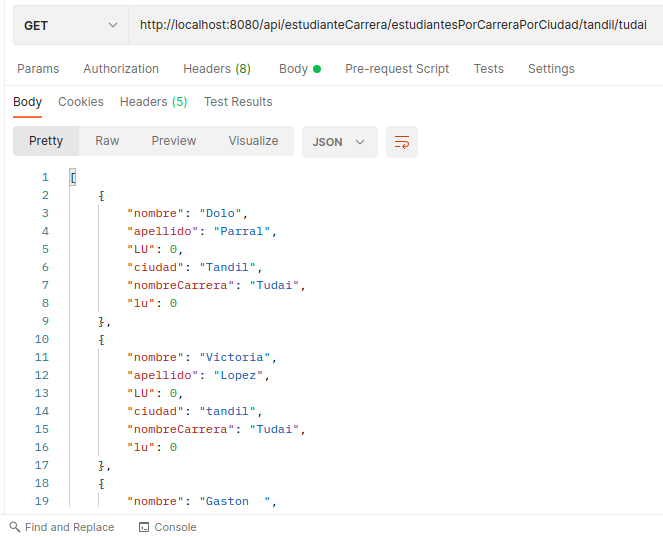 GET http://localhost:8080/api/estudianteCarrera/estudiantesPorCarreraPorCiudad/tandil/tudai
Params Authorization Headers (8) Body Pre-request Script Tests Settings
Body Cookies Headers (5) Test Results
Pretty Raw Preview Visualize JSON
1 [
2 {
3 "nombre": "Dolo",
4 "apellido": "Parral",
5 "LU": 0,
6 "ciudad": "Tandil",
7 "nombreCarrera": "Tudai",
8 "lu": 0
9 },
10 {
11 "nombre": "Victoria",
12 "apellido": "Lopez",
13 "LU": 0,
14 "ciudad": "tandil",
15 "nombreCarrera": "Tudai",
16 "lu": 0
17 },
18 {
19 "nombre": "Gaston  ",
Find and Replace Console